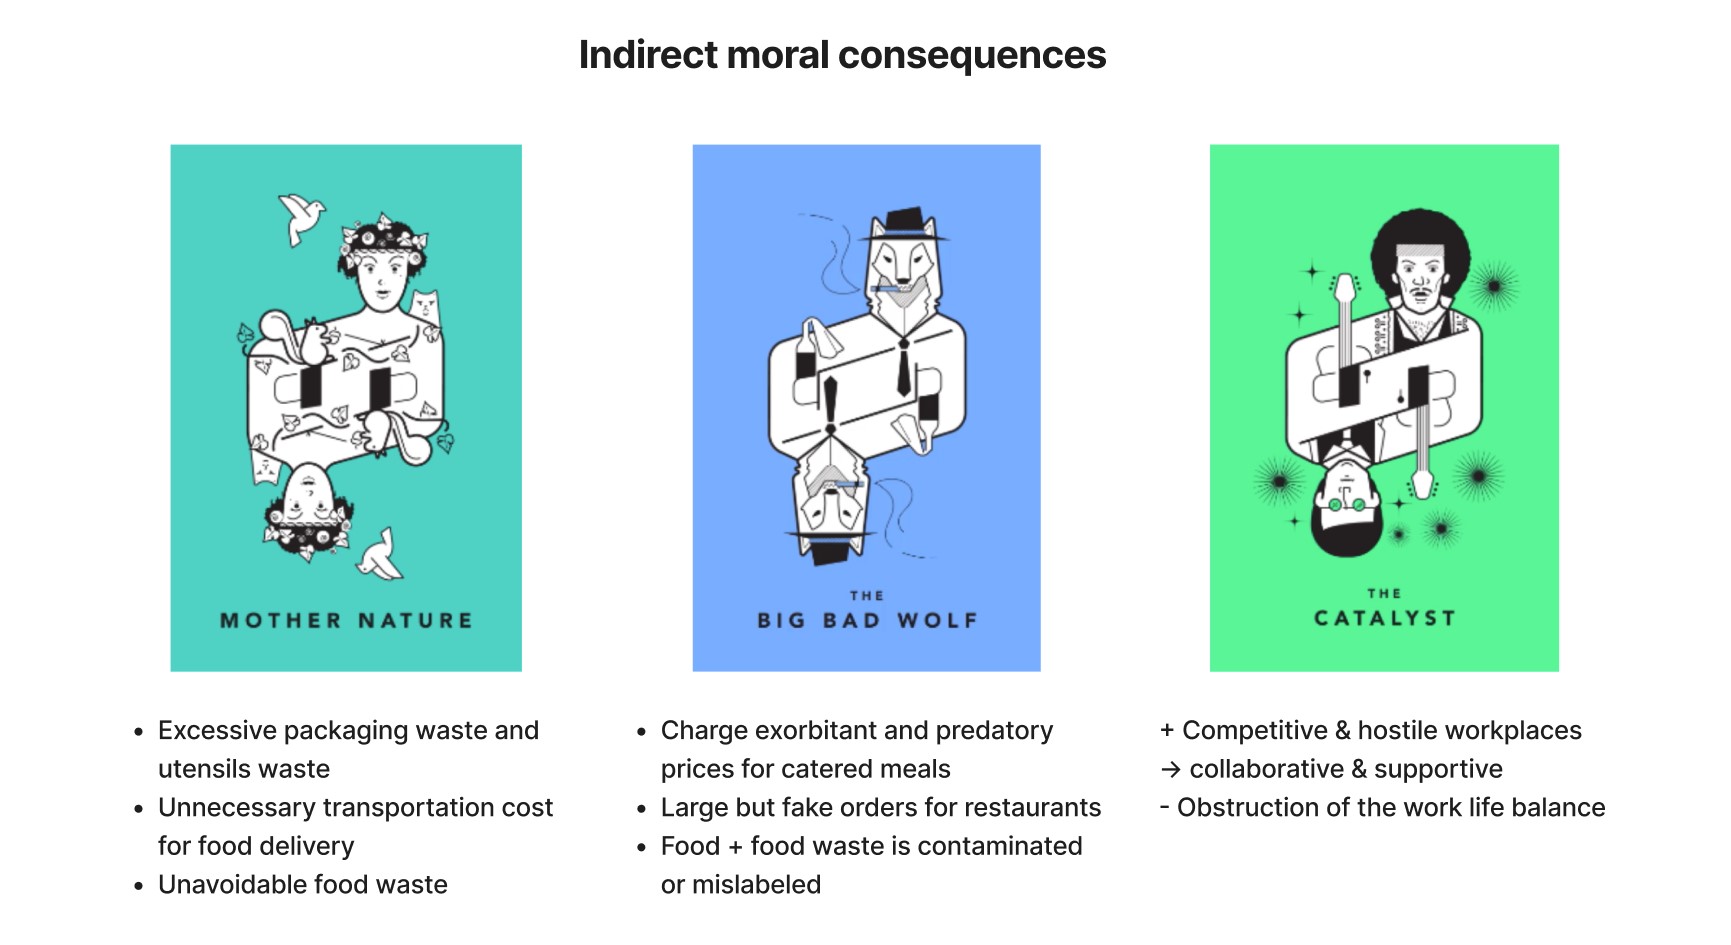 Indirect moral consequences
MOTHER NATURE
• Excessive packaging waste and
utensils waste
• Unnecessary transportation cost
for food delivery
• Unavoidable food waste
THE
BIG BAD WOLF
• Charge exorbitant and predatory
prices for catered meals
• Large but fake orders for restaurants
• Food + food waste is contaminated
or mislabeled
THE
CATALYST
+ Competitive & hostile workplaces
→ collaborative & supportive
- Obstruction of the work life balance